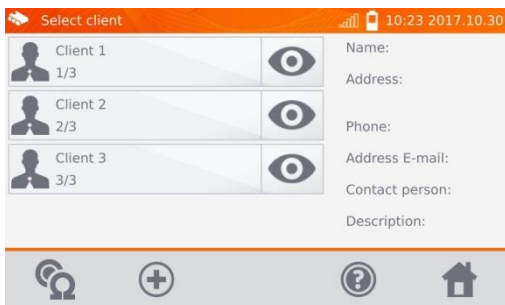 Select client
10:23 2017.10.30
Client 1
1/3
Client 2
2/3
Client 3
3/3
Name:
Address:
Phone:
Address E-mail:
Contact person:
Description: